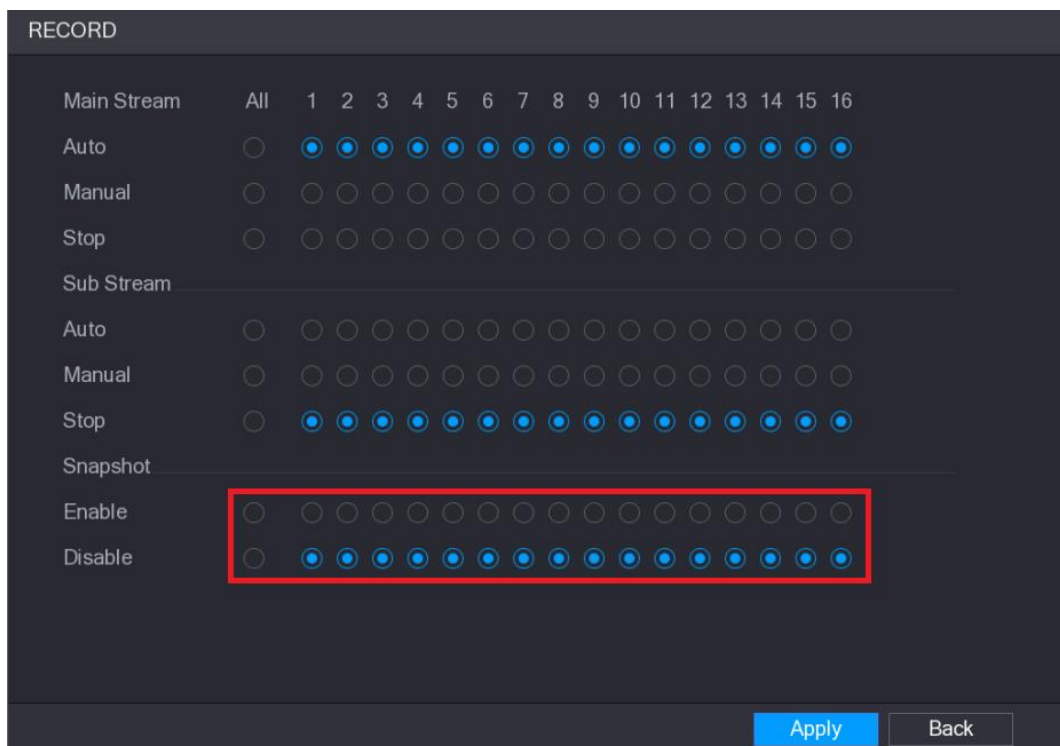 RECORD
Main Stream All 1 2 3 4 5 6 7 8 9 10 11 12 13 14 15 16
Auto
Manual
Stop
Sub Stream
Auto
Manual
Stop
Snapshot
Enable
Disable
Apply Back